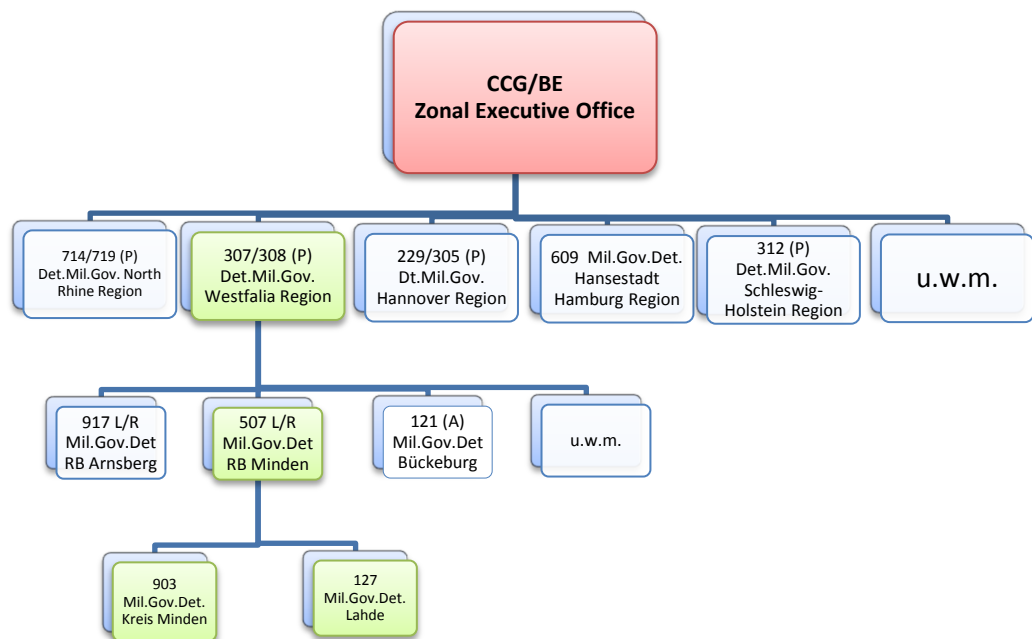 CCG/BE
Zonal Executive Office
714/719 (P)
Det.Mil.Gov. North
Rhine Region
307/308 (P)
Det.Mil.Gov.
Westfalia Region
229/305 (P)
Dt.Mil.Gov.
Hannover Region
609 Mil.Gov.Det.
Hansestadt
Hamburg Region
312 (P)
Det.Mil.Gov.
Schleswig-
Holstein Region
u.w.m.
917 L/R
Mil.Gov.Det
RB Arnsberg
507 L/R
Mil.Gov.Det
RB Minden
121 (A)
Mil.Gov.Det
Bückeburg
u.w.m.
903
Mil.Gov.Det.
Kreis Minden
127
Mil.Gov.Det.
Lahde